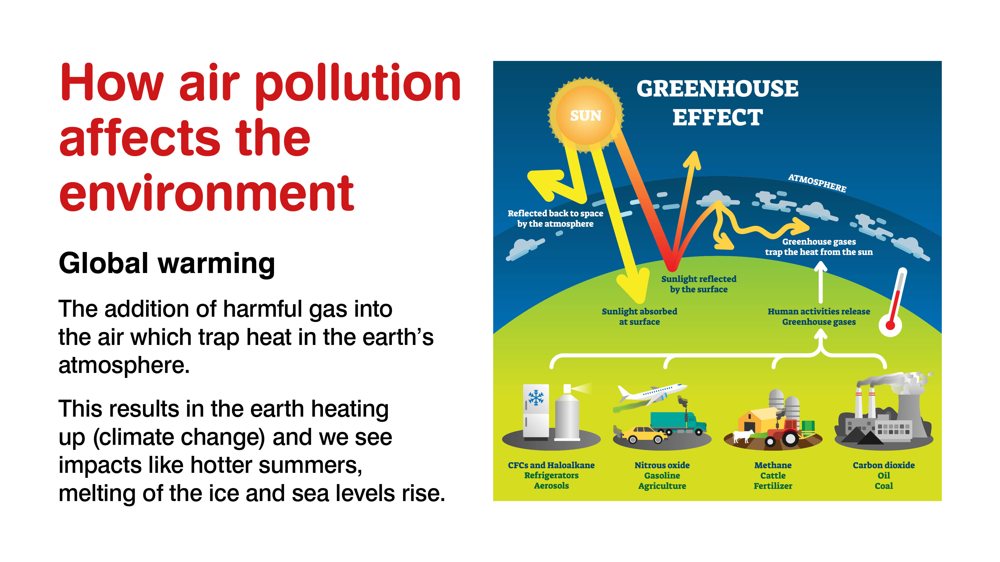 How air pollution
affects the
environment
Global warming
The addition of harmful gas into
the air which trap heat in the earth’s
atmosphere.
This results in the earth heating
up (climate change) and we see
impacts like hotter summers,
melting of the ice and sea levels rise.
GREENHOUSE
EFFECT
SUN
ATMOSPHERE
Reflected back to space
by the atmosphere
Greenhouse gases
trap the heat from the sun
Sunlight reflected
by the surface
Sunlight absorbed
at surface
Human activities release
Greenhouse gases
CFCs and Haloalkane
Refrigerators
Aerosols
Nitrous oxide
Gasoline
Agriculture
Methane
Cattle
Fertilizer
Carbon dioxide
Oil
Coal